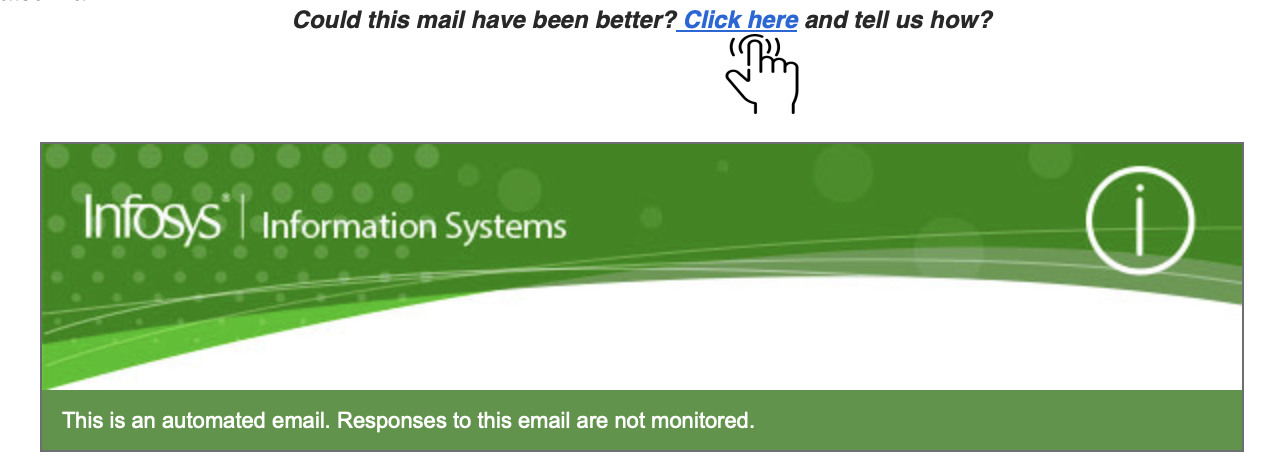 Could this mail have been better? Click here and tell us how?
Infosys® | Information Systems
i
This is an automated email. Responses to this email are not monitored.